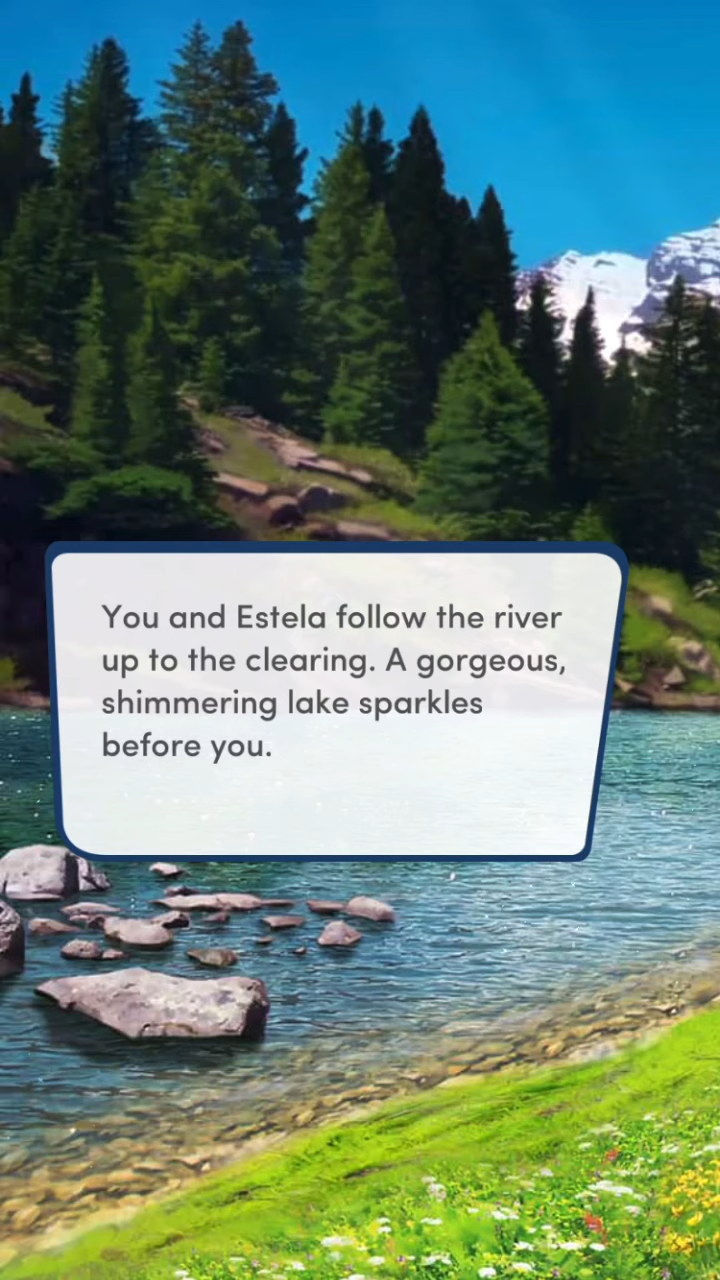 You and Estela follow the river
up to the clearing. A gorgeous,
shimmering lake sparkles
before you.